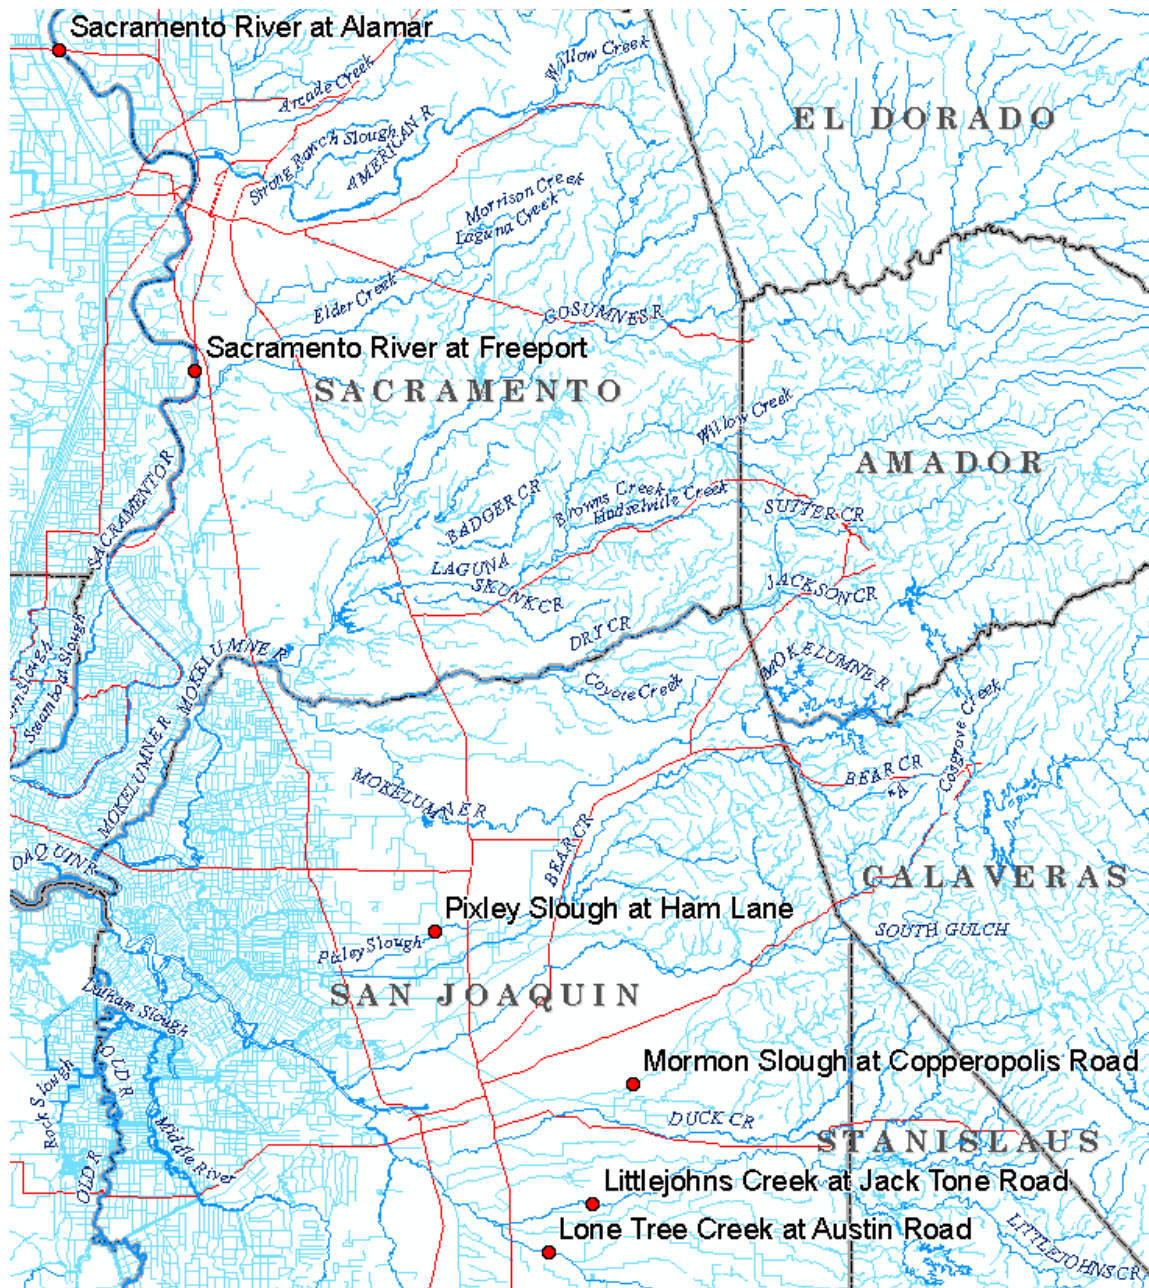 Sacramento River at Alamar
Willow Creek
Arcade Creek
EL DORADO
Strong Ranch Slough
AMERICAN R
Morrison Creek
Laguna Creek
Elder Creek
COSUMNES R
Sacramento River at Freeport
SACRAMENTO
Willow Creek
AMADOR
SACRAMENTO R
BADGER CR
Browns Creek
Hadselville Creek
SUTTER CR
LAGUNA
SKUNK CR
JACKSON CR
DRY CR
MOKELUMNE R
MOKELUMNE R
Coyote Creek
Slough
Steamboat Slough
MOKELUMNE R
Cosgrove Creek
BEAR CR
"A"
MOKELUMNE R
BEAR CR
OAQUIN R
CALAVERAS
Pixley Slough at Ham Lane
SOUTH GULCH
Pixley Slough
SAN JOAQUIN
Latham Slough
OLD R
Rock Slough
Mormon Slough at Copperopolis Road
DUCK CR
STANISLAUS
Middle River
OLD R
Littlejohns Creek at Jack Tone Road
Lone Tree Creek at Austin Road
LITTLEJOHNS CR